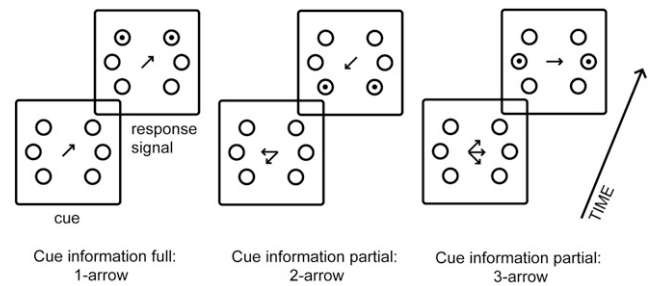 response
signal
cue
TIME
Cue information full:
1-arrow
Cue information partial:
2-arrow
Cue information partial:
3-arrow